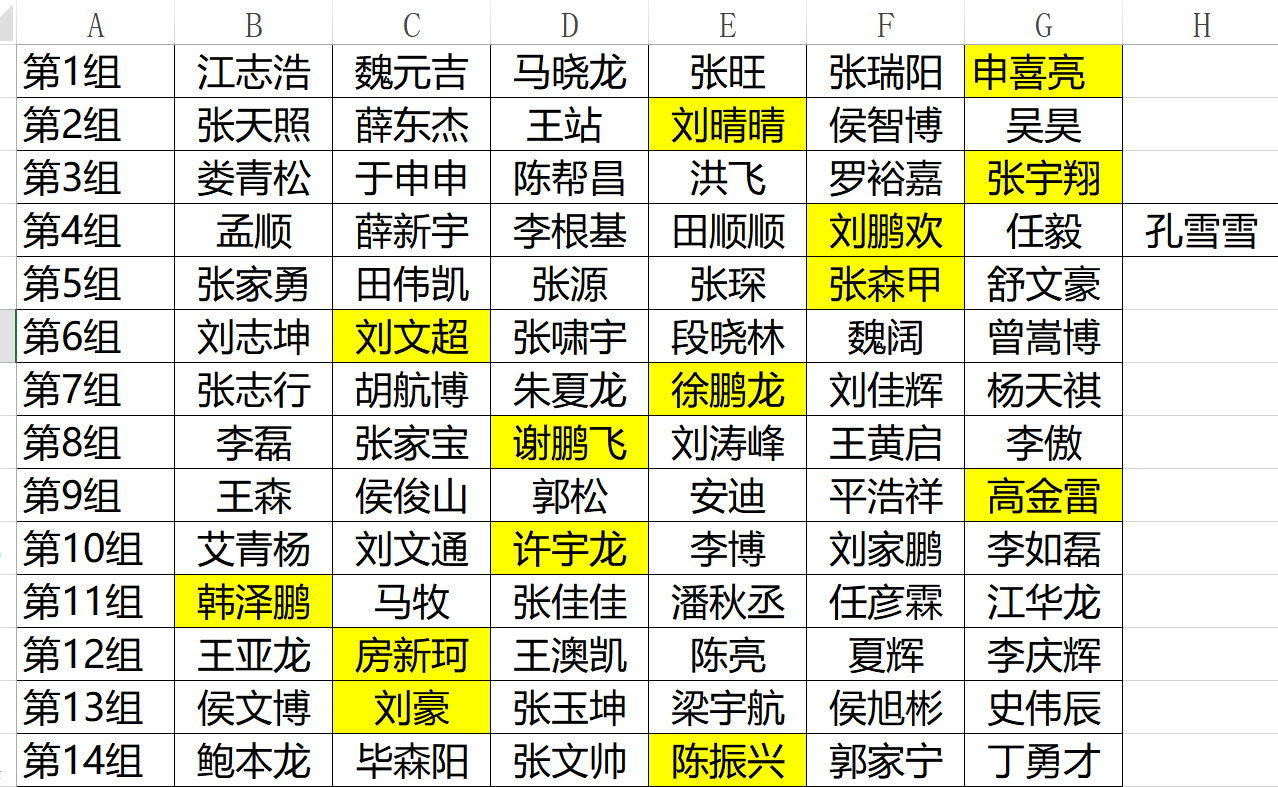 A B C D E F G H
第1组 江志浩 魏元吉 马晓龙 张旺 张瑞阳 申喜亮
第2组 张天照 薛东杰 王站 刘晴晴 侯智博 吴昊
第3组 娄青松 于申申 陈帮昌 洪飞 罗裕嘉 张宇翔
第4组 孟顺 薛新宇 李根基 田顺顺 刘鹏欢 任毅 孔雪雪
第5组 张家勇 田伟凯 张源 张琛 张森甲 舒文豪
第6组 刘志坤 刘文超 张啸宇 段晓林 魏阔 曾嵩博
第7组 张志行 胡航博 朱夏龙 徐鹏龙 刘佳辉 杨天祺
第8组 李磊 张家宝 谢鹏飞 刘涛峰 王黄启 李傲
第9组 王森 侯俊山 郭松 安迪 平浩祥 高金雷
第10组 艾青杨 刘文通 许宇龙 李博 刘家鹏 李如磊
第11组 韩泽鹏 马牧 张佳佳 潘秋丞 任彦霖 江华龙
第12组 王亚龙 房新珂 王澳凯 陈亮 夏辉 李庆辉
第13组 侯文博 刘豪 张玉坤 梁宇航 侯旭彬 史伟辰
第14组 鲍本龙 毕森阳 张文帅 陈振兴 郭家宁 丁勇才